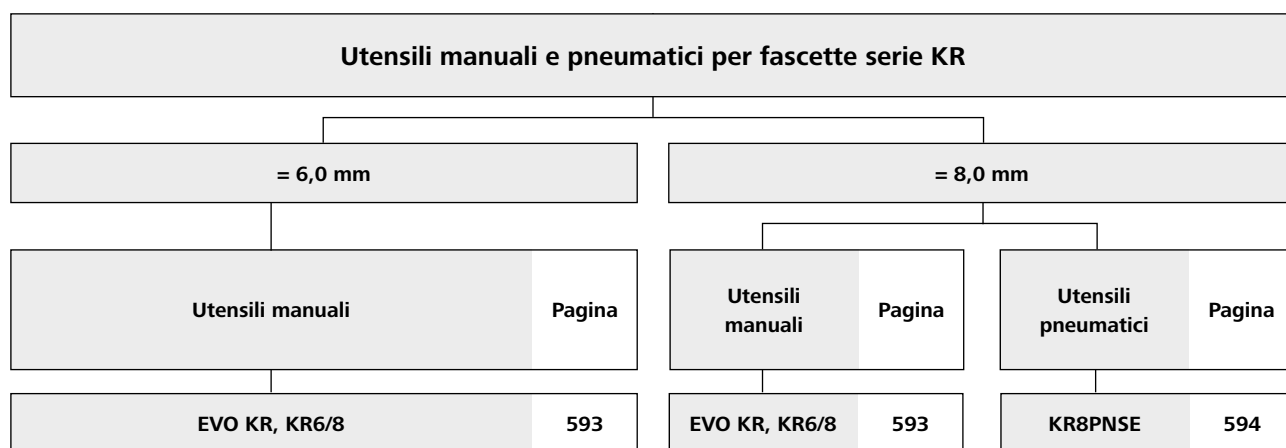 Utensili manuali e pneumatici per fascette serie KR
= 6,0 mm
= 8,0 mm
Utensili manuali
Pagina
Utensili
manuali
Pagina
Utensili
pneumatici
Pagina
EVO KR, KR6/8
593
EVO KR, KR6/8
593
KR8PNSE
594